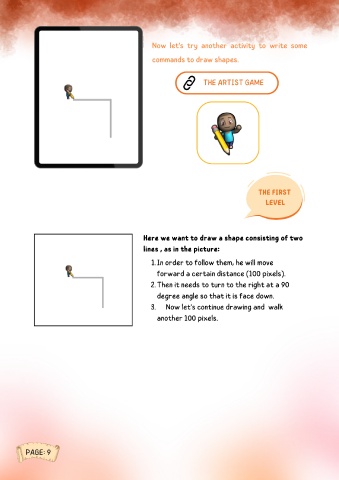 Now let's try another activity to write some
commands to draw shapes.
THE ARTIST GAME
THE FIRST
LEVEL
Here we want to draw a shape consisting of two
lines , as in the picture:
1. In order to follow them, he will move
forward a certain distance (100 pixels).
2. Then it needs to turn to the right at a 90
degree angle so that it is face down.
3. Now let's continue drawing and walk
another 100 pixels.
PAGE: 9